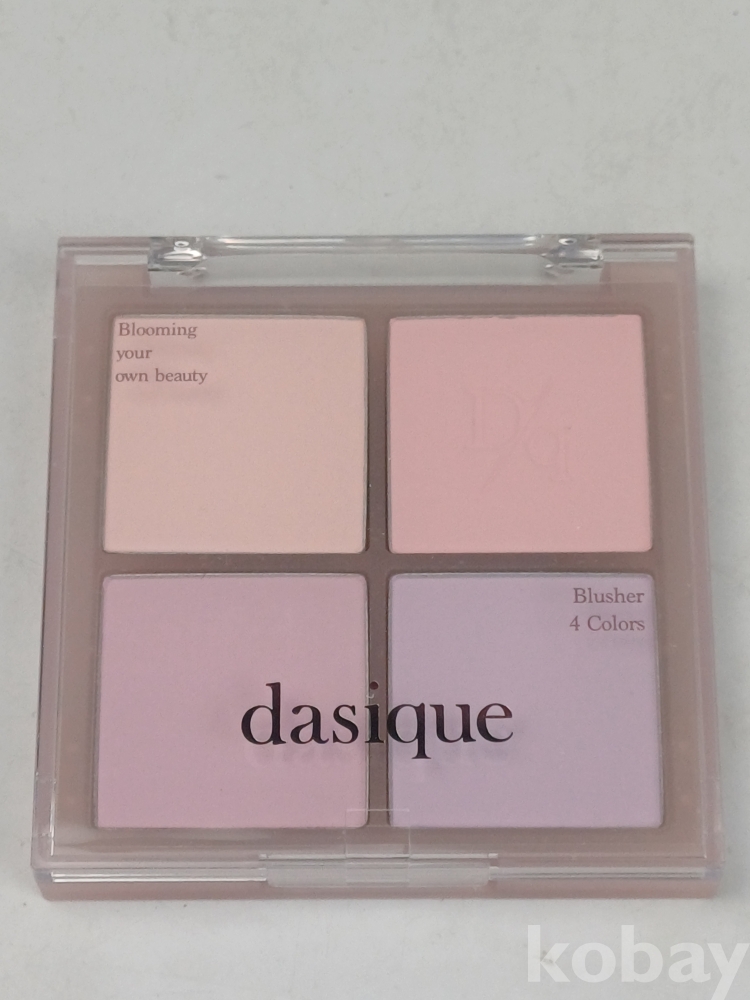 Blooming
your
own beauty
Blusher
4 Colors
dasique
kobay